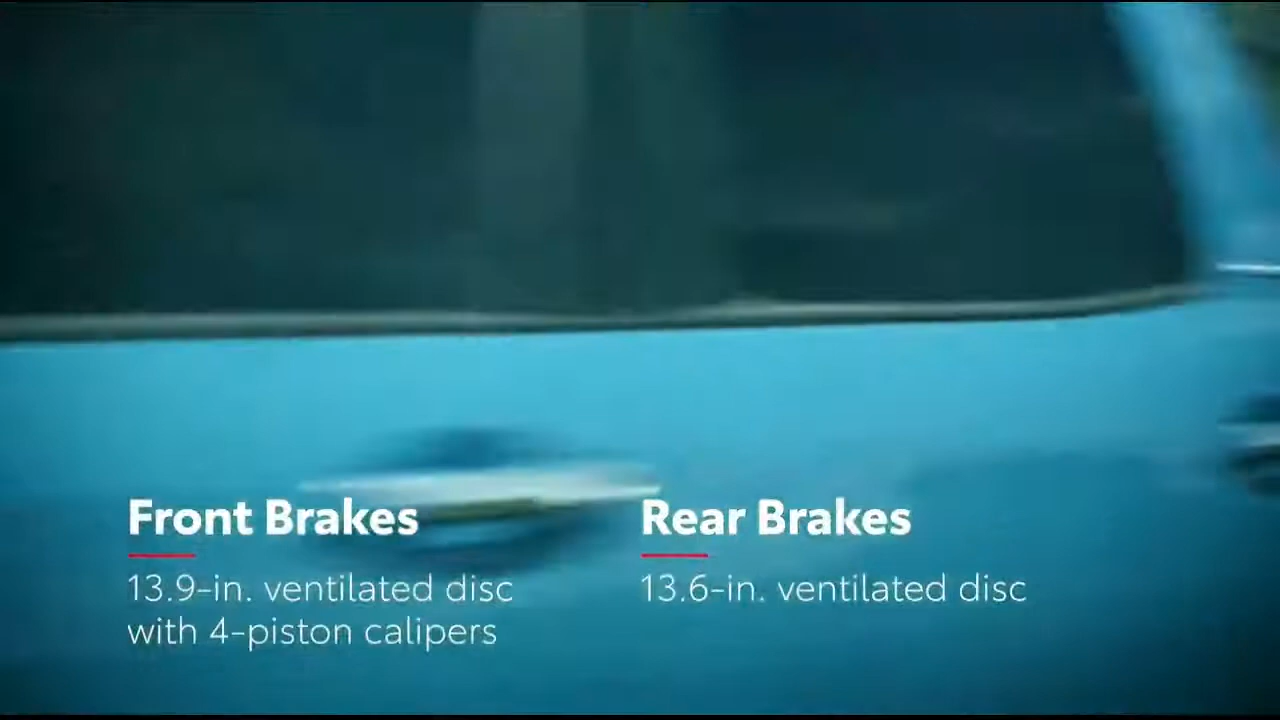 Front Brakes
13.9-in. ventilated disc
with 4-piston calipers
Rear Brakes
13.6-in. ventilated disc